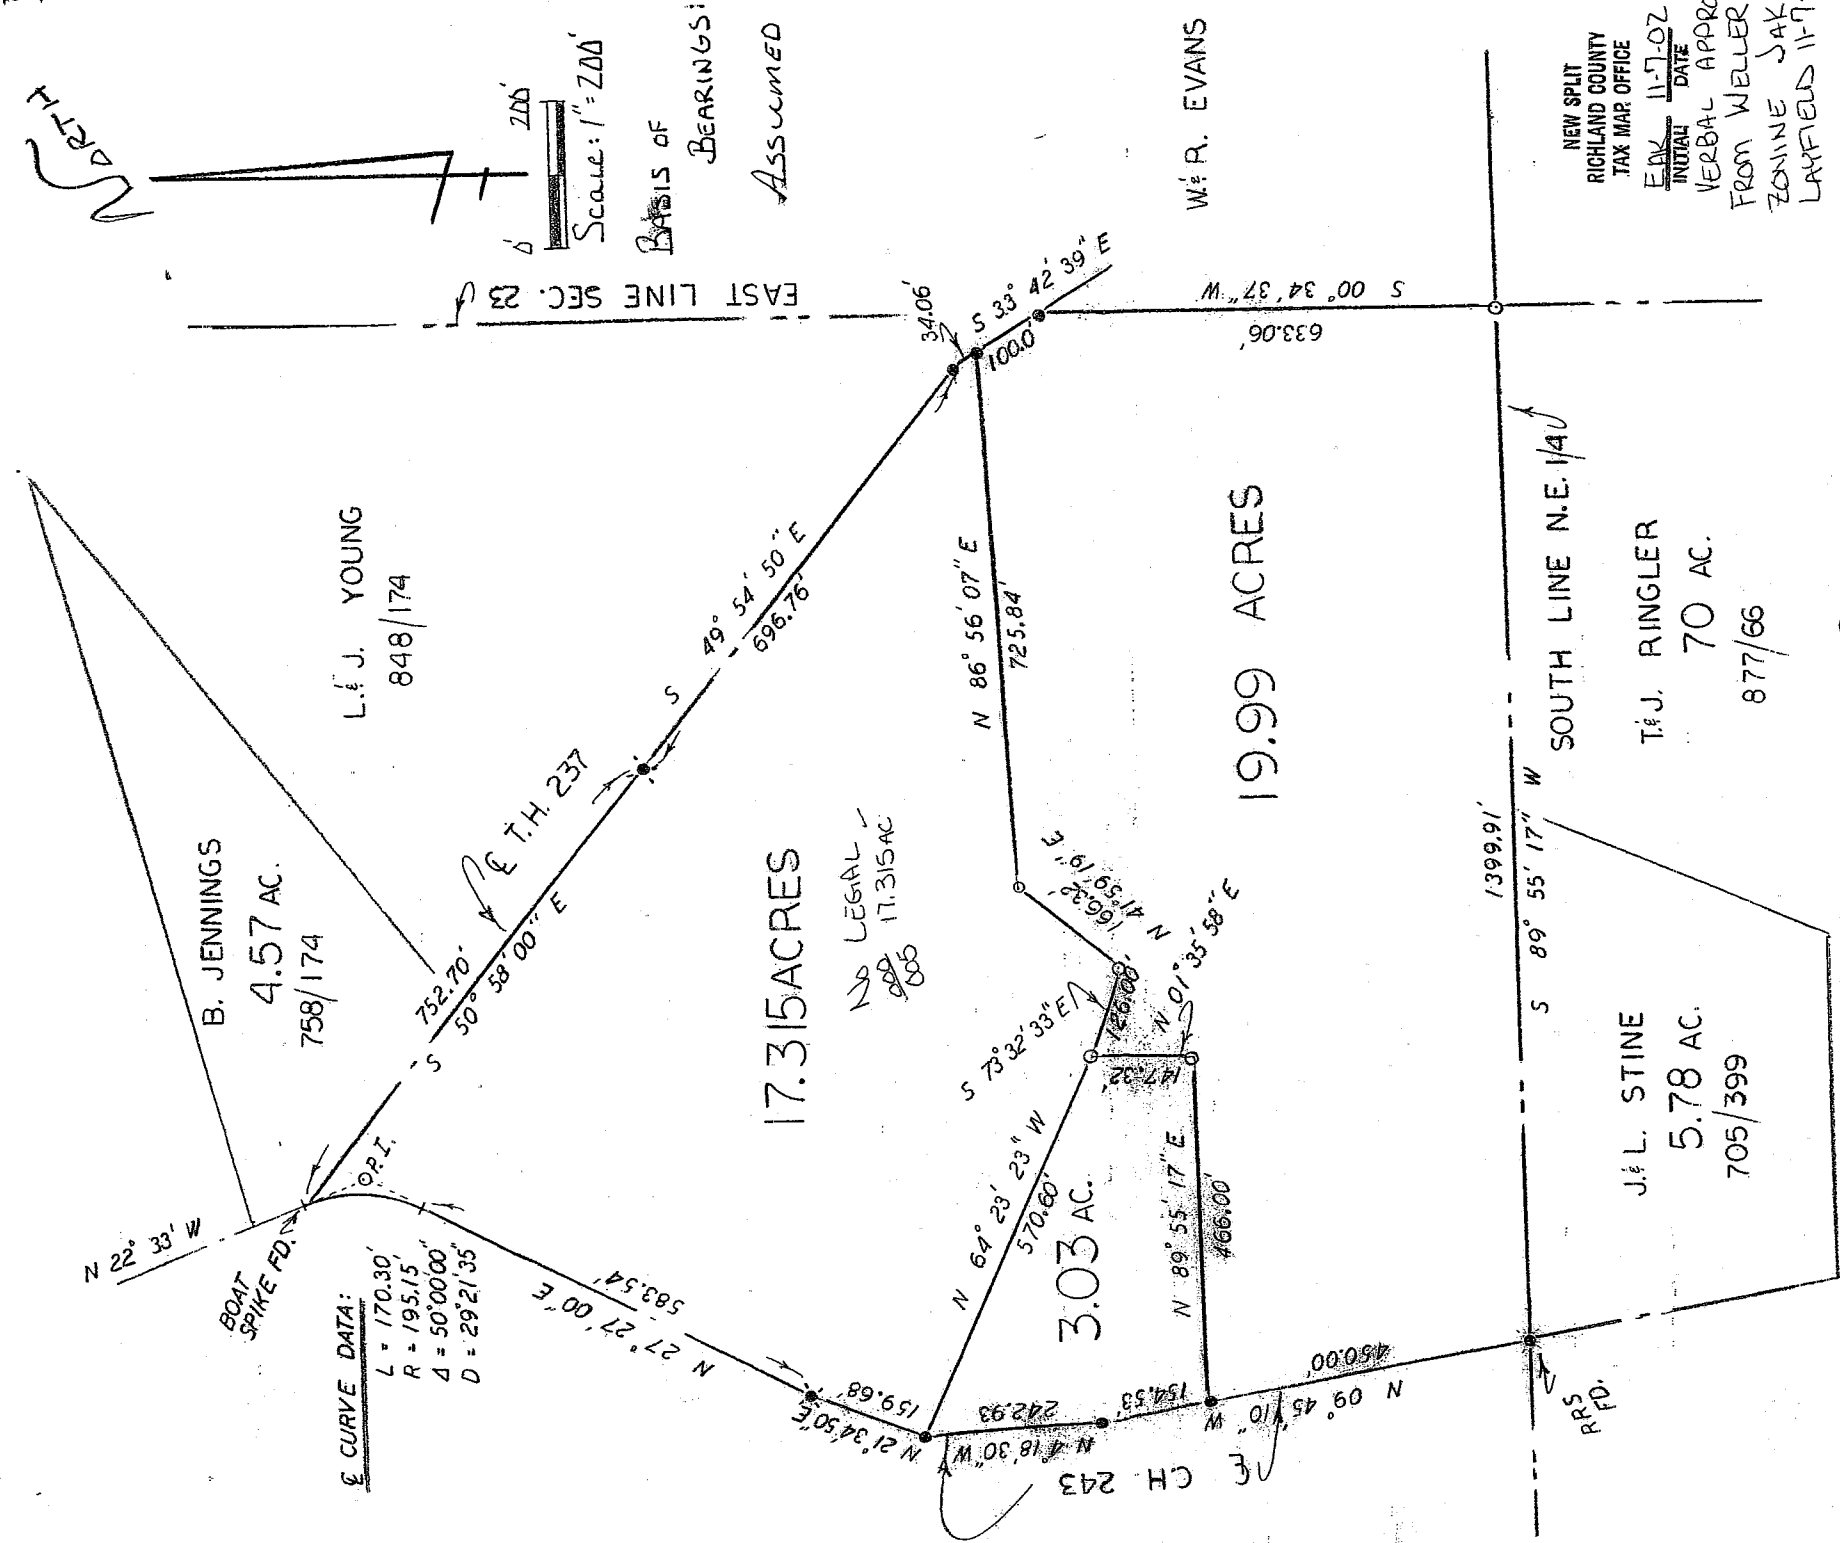 NORTH
0' 200'
Scale: 1" = 200'
BASIS OF
BEARINGS:
Assumed
EAST LINE SEC. 23
W. & R. EVANS
NEW SPLIT
RICHLAND COUNTY
TAX MAP OFFICE
EAK 11-7-02
INITIAL DATE
VERBAL APPRO
FROM WELLER
ZONINE JAK
LAYFIELD 11-7-
34.06'
S 33° 42' 39" E
100.0'
S 00° 34' 37" W
633.06'
L. & J. YOUNG
848/174
S 49° 54' 50" E
696.76'
N 86° 56' 07" E
725.84'
19.99 ACRES
SOUTH LINE N.E. 1/4
T. & J. RINGLER
70 AC.
877/66
B. JENNINGS
4.57 AC.
758/174
℄ T.H. 237
752.70'
S 50° 58' 00" E
17.315 ACRES
NO LEGAL -
17.315AC
N 41° 59' 19" E
166.32'
S 73° 32' 33" E
126.08'
N 01° 35' 58" E
147.32'
1399.91'
S 89° 55' 17" W
J. & L. STINE
5.78 AC.
705/399
N 22° 33' W
BOAT
SPIKE FD.
P.I.
℄ CURVE DATA:
L = 170.30'
R = 195.15'
Δ = 50°00'00"
D = 29°21'35"
N 27° 27' 00" E
583.54'
N 64° 23' 23" W
570.60'
3.03 AC.
N 89° 55' 17" E
466.00'
N 21° 34' 50" E
159.68'
N 4° 18' 30" W
242.93
154.53'
N 09° 45' 10" W
450.00'
℄ C.H. 243
RRS
FD.